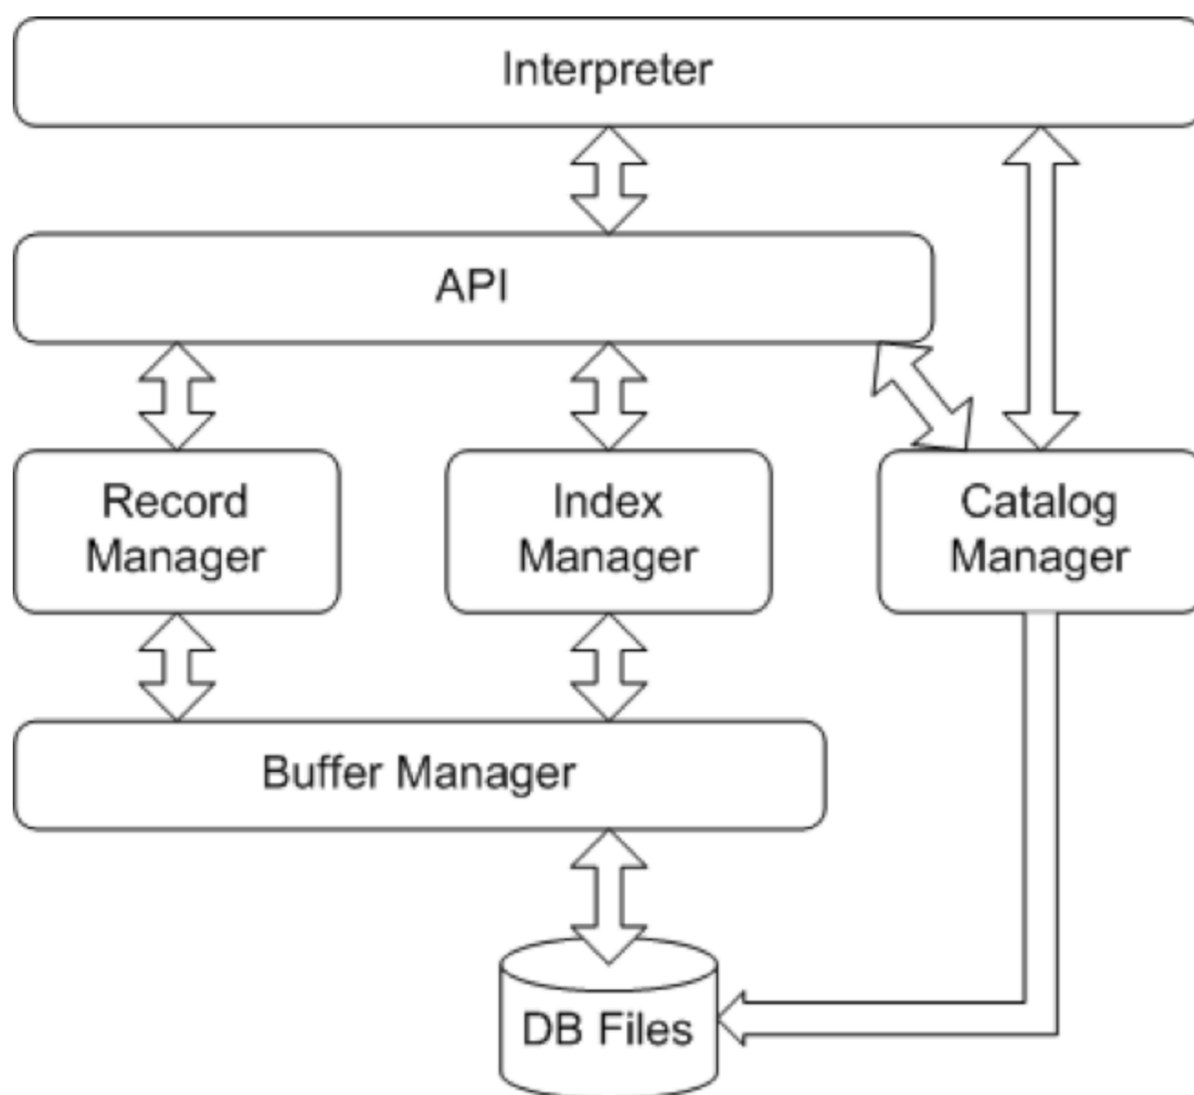 Interpreter
API
Record
Manager
Index
Manager
Catalog
Manager
Buffer Manager
DB Files